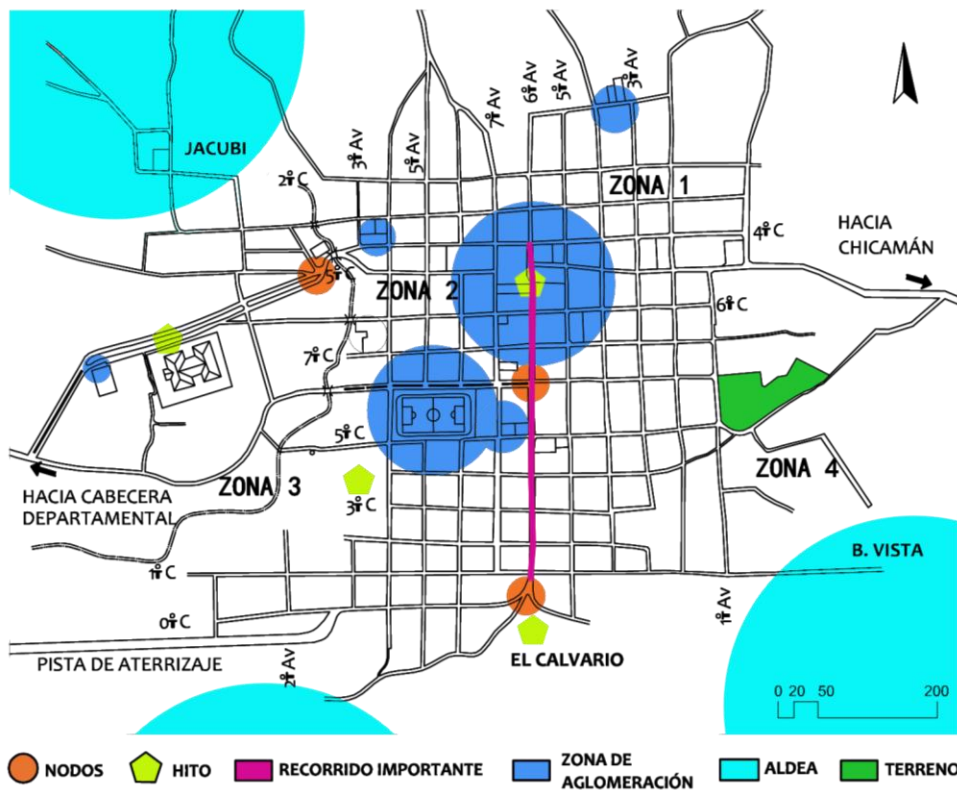 3ª Av
6ª Av
5ª Av
7ª Av
3ª Av
5ª Av
JACUBI
2ª C
ZONA 1
HACIA
CHICAMÁN
4ª C
5ª C
ZONA 2
6ª C
7ª C
5ª C
ZONA 3
ZONA 4
HACIA CABECERA
DEPARTAMENTAL
3ª C
B. VISTA
1ª C
1ª Av
0ª C
PISTA DE ATERRIZAJE
2ª Av
EL CALVARIO
0 20 50 200
NODOS
HITO
RECORRIDO IMPORTANTE
ZONA DE
AGLOMERACIÓN
ALDEA
TERRENO